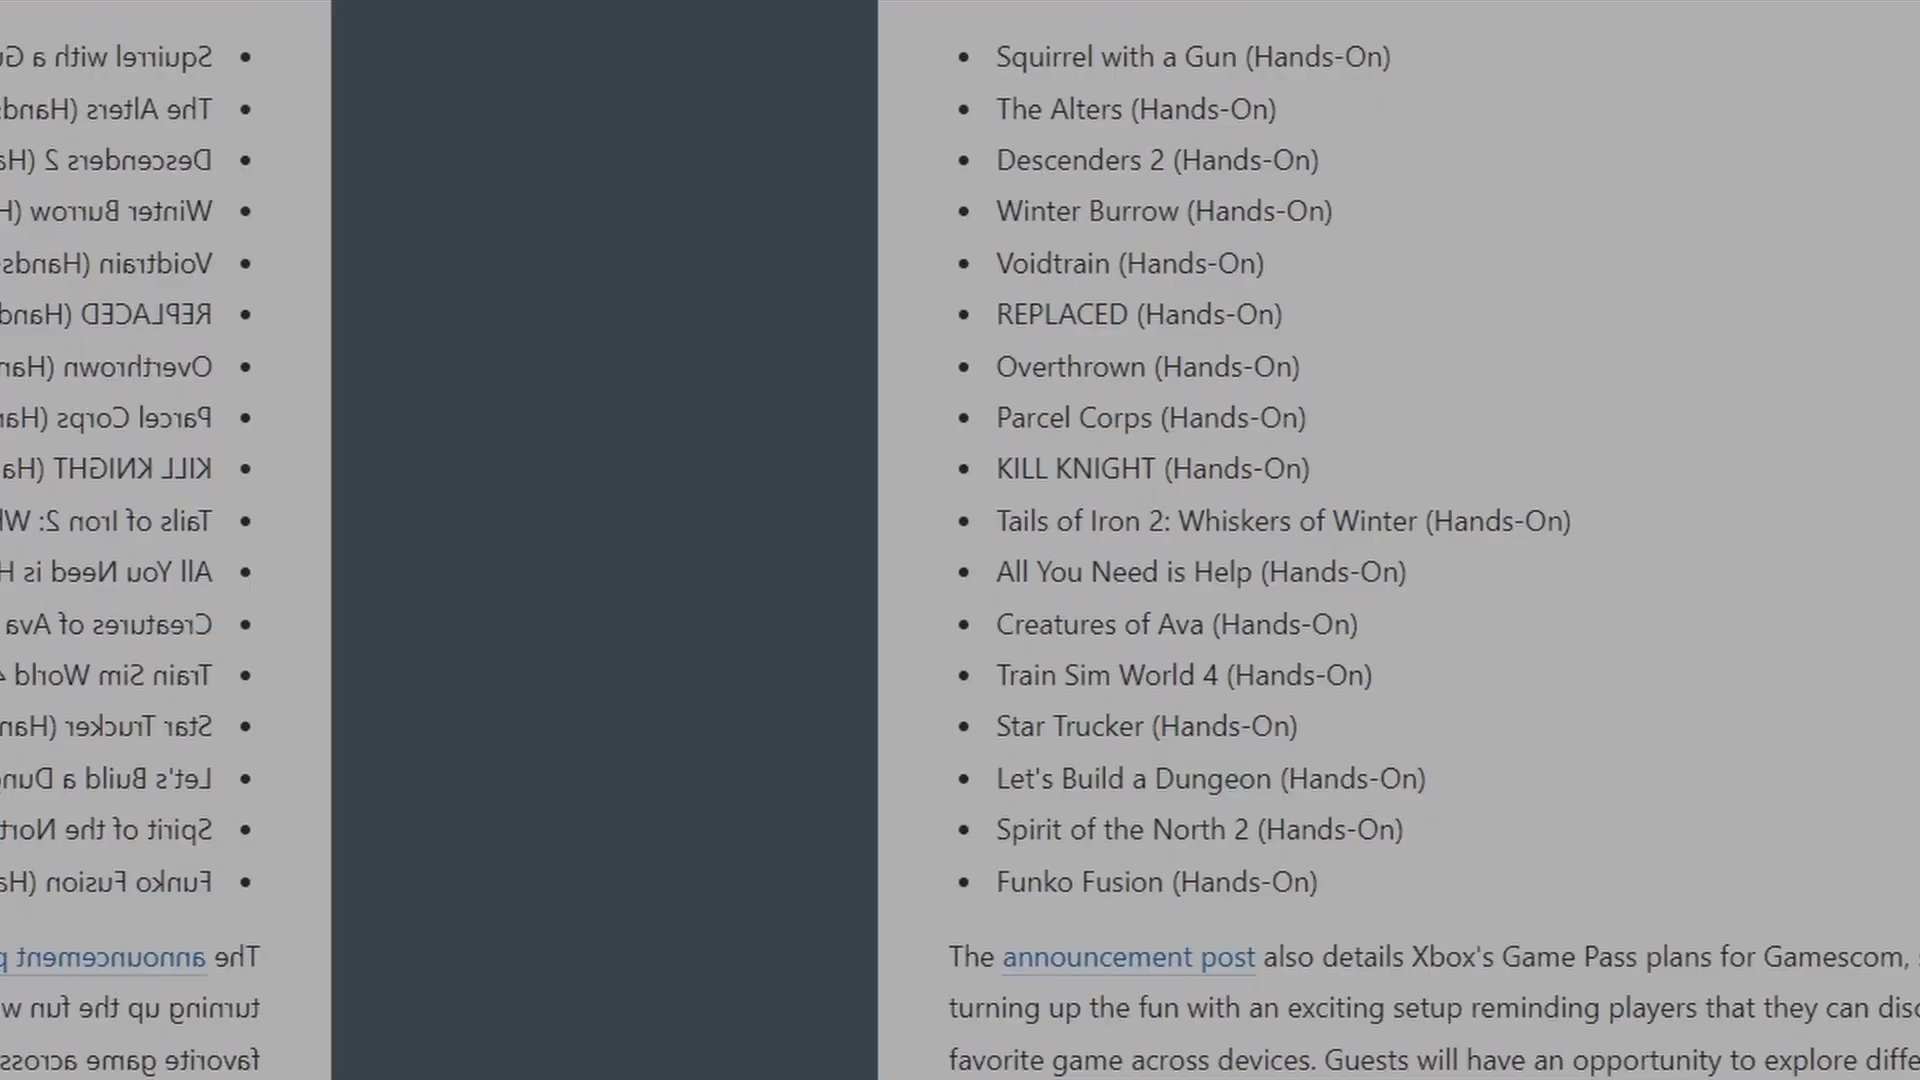 Squirrel with a Gun (Hands-On)
The Alters (Hands-On)
Descenders 2 (Hands-On)
Winter Burrow (Hands-On)
Voidtrain (Hands-On)
REPLACED (Hands-On)
Overthrown (Hands-On)
Parcel Corps (Hands-On)
KILL KNIGHT (Hands-On)
Tails of Iron 2: Whiskers of Winter (Hands-On)
All You Need is Help (Hands-On)
Creatures of Ava (Hands-On)
Train Sim World 4 (Hands-On)
Star Trucker (Hands-On)
Let's Build a Dungeon (Hands-On)
Spirit of the North 2 (Hands-On)
Funko Fusion (Hands-On)
The announcement post also details Xbox's Game Pass plans for Gamescom,
turning up the fun with an exciting setup reminding players that they can
favorite game across devices. Guests will have an opportunity to explore